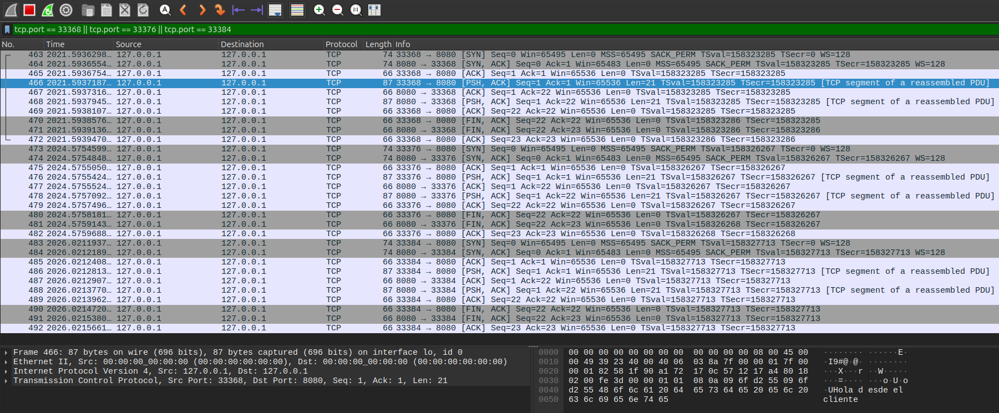 tcp.port == 33368 || tcp.port == 33376 || tcp.port == 33384
No. Time Source Destination Protocol Length Info
463 2021.5936298… 127.0.0.1 127.0.0.1 TCP 74 33368 → 8080 [SYN] Seq=0 Win=65495 Len=0 MSS=65495 SACK_PERM TSval=158323285 TSecr=0 WS=128
464 2021.5936554… 127.0.0.1 127.0.0.1 TCP 74 8080 → 33368 [SYN, ACK] Seq=0 Ack=1 Win=65483 Len=0 MSS=65495 SACK_PERM TSval=158323285 TSecr=158323285 WS=128
465 2021.5936754… 127.0.0.1 127.0.0.1 TCP 66 33368 → 8080 [ACK] Seq=1 Ack=1 Win=65536 Len=0 TSval=158323285 TSecr=158323285
466 2021.5937187… 127.0.0.1 127.0.0.1 TCP 87 33368 → 8080 [PSH, ACK] Seq=1 Ack=1 Win=65536 Len=21 TSval=158323285 TSecr=158323285 [TCP segment of a reassembled PDU]
467 2021.5937316… 127.0.0.1 127.0.0.1 TCP 66 8080 → 33368 [ACK] Seq=1 Ack=22 Win=65536 Len=0 TSval=158323285 TSecr=158323285
468 2021.5937945… 127.0.0.1 127.0.0.1 TCP 87 8080 → 33368 [PSH, ACK] Seq=1 Ack=22 Win=65536 Len=21 TSval=158323285 TSecr=158323285 [TCP segment of a reassembled PDU]
469 2021.5938107… 127.0.0.1 127.0.0.1 TCP 66 33368 → 8080 [ACK] Seq=22 Ack=22 Win=65536 Len=0 TSval=158323285 TSecr=158323285
470 2021.5938576… 127.0.0.1 127.0.0.1 TCP 66 33368 → 8080 [FIN, ACK] Seq=22 Ack=22 Win=65536 Len=0 TSval=158323286 TSecr=158323285
471 2021.5939136… 127.0.0.1 127.0.0.1 TCP 66 8080 → 33368 [FIN, ACK] Seq=22 Ack=23 Win=65536 Len=0 TSval=158323286 TSecr=158323286
472 2021.5939470… 127.0.0.1 127.0.0.1 TCP 66 33368 → 8080 [ACK] Seq=23 Ack=23 Win=65536 Len=0 TSval=158323286 TSecr=158323286
473 2024.5754599… 127.0.0.1 127.0.0.1 TCP 74 33376 → 8080 [SYN] Seq=0 Win=65495 Len=0 MSS=65495 SACK_PERM TSval=158326267 TSecr=0 WS=128
474 2024.5754848… 127.0.0.1 127.0.0.1 TCP 74 8080 → 33376 [SYN, ACK] Seq=0 Ack=1 Win=65483 Len=0 MSS=65495 SACK_PERM TSval=158326267 TSecr=158326267 WS=128
475 2024.5755050… 127.0.0.1 127.0.0.1 TCP 66 33376 → 8080 [ACK] Seq=1 Ack=1 Win=65536 Len=0 TSval=158326267 TSecr=158326267
476 2024.5755424… 127.0.0.1 127.0.0.1 TCP 87 33376 → 8080 [PSH, ACK] Seq=1 Ack=1 Win=65536 Len=21 TSval=158326267 TSecr=158326267 [TCP segment of a reassembled PDU]
477 2024.5755524… 127.0.0.1 127.0.0.1 TCP 66 8080 → 33376 [ACK] Seq=1 Ack=22 Win=65536 Len=0 TSval=158326267 TSecr=158326267
478 2024.5757092… 127.0.0.1 127.0.0.1 TCP 87 8080 → 33376 [PSH, ACK] Seq=1 Ack=22 Win=65536 Len=21 TSval=158326267 TSecr=158326267 [TCP segment of a reassembled PDU]
479 2024.5757496… 127.0.0.1 127.0.0.1 TCP 66 33376 → 8080 [ACK] Seq=22 Ack=22 Win=65536 Len=0 TSval=158326267 TSecr=158326267
480 2024.5758181… 127.0.0.1 127.0.0.1 TCP 66 33376 → 8080 [FIN, ACK] Seq=22 Ack=22 Win=65536 Len=0 TSval=158326267 TSecr=158326267
481 2024.5759143… 127.0.0.1 127.0.0.1 TCP 66 8080 → 33376 [FIN, ACK] Seq=22 Ack=23 Win=65536 Len=0 TSval=158326268 TSecr=158326267
482 2024.5759688… 127.0.0.1 127.0.0.1 TCP 66 33376 → 8080 [ACK] Seq=23 Ack=23 Win=65536 Len=0 TSval=158326268 TSecr=158326268
483 2026.0211937… 127.0.0.1 127.0.0.1 TCP 74 33384 → 8080 [SYN] Seq=0 Win=65495 Len=0 MSS=65495 SACK_PERM TSval=158327713 TSecr=0 WS=128
484 2026.0212189… 127.0.0.1 127.0.0.1 TCP 74 8080 → 33384 [SYN, ACK] Seq=0 Ack=1 Win=65483 Len=0 MSS=65495 SACK_PERM TSval=158327713 TSecr=158327713 WS=128
485 2026.0212408… 127.0.0.1 127.0.0.1 TCP 66 33384 → 8080 [ACK] Seq=1 Ack=1 Win=65536 Len=0 TSval=158327713 TSecr=158327713
486 2026.0212813… 127.0.0.1 127.0.0.1 TCP 87 33384 → 8080 [PSH, ACK] Seq=1 Ack=1 Win=65536 Len=21 TSval=158327713 TSecr=158327713 [TCP segment of a reassembled PDU]
487 2026.0212907… 127.0.0.1 127.0.0.1 TCP 66 8080 → 33384 [ACK] Seq=1 Ack=22 Win=65536 Len=0 TSval=158327713 TSecr=158327713
488 2026.0213770… 127.0.0.1 127.0.0.1 TCP 87 8080 → 33384 [PSH, ACK] Seq=1 Ack=22 Win=65536 Len=21 TSval=158327713 TSecr=158327713 [TCP segment of a reassembled PDU]
489 2026.0213962… 127.0.0.1 127.0.0.1 TCP 66 33384 → 8080 [ACK] Seq=22 Ack=22 Win=65536 Len=0 TSval=158327713 TSecr=158327713
490 2026.0214720… 127.0.0.1 127.0.0.1 TCP 66 33384 → 8080 [FIN, ACK] Seq=22 Ack=22 Win=65536 Len=0 TSval=158327713 TSecr=158327713
491 2026.0215380… 127.0.0.1 127.0.0.1 TCP 66 8080 → 33384 [FIN, ACK] Seq=22 Ack=23 Win=65536 Len=0 TSval=158327713 TSecr=158327713
492 2026.0215661… 127.0.0.1 127.0.0.1 TCP 66 33384 → 8080 [ACK] Seq=23 Ack=23 Win=65536 Len=0 TSval=158327713 TSecr=158327713
Frame 466: 87 bytes on wire (696 bits), 87 bytes captured (696 bits) on interface lo, id 0
Ethernet II, Src: 00:00:00_00:00:00 (00:00:00:00:00:00), Dst: 00:00:00_00:00:00 (00:00:00:00:00:00)
Internet Protocol Version 4, Src: 127.0.0.1, Dst: 127.0.0.1
Transmission Control Protocol, Src Port: 33368, Dst Port: 8080, Seq: 1, Ack: 1, Len: 21
0000 00 00 00 00 00 00 00 00 00 00 00 00 08 00 45 00 ········ ······E·
0010 00 49 39 23 40 00 40 06 03 8a 7f 00 00 01 7f 00 ·I9#@·@· ········
0020 00 01 82 58 1f 90 a1 72 17 0c 57 12 17 a4 80 18 ···X···r ··W·····
0030 02 00 fe 3d 00 00 01 01 08 0a 09 6f d2 55 09 6f ···=···· ···o·U·o
0040 d2 55 48 6f 6c 61 20 64 65 73 64 65 20 65 6c 20 ·UHola d esde el
0050 63 6c 69 65 6e 74 65 cliente